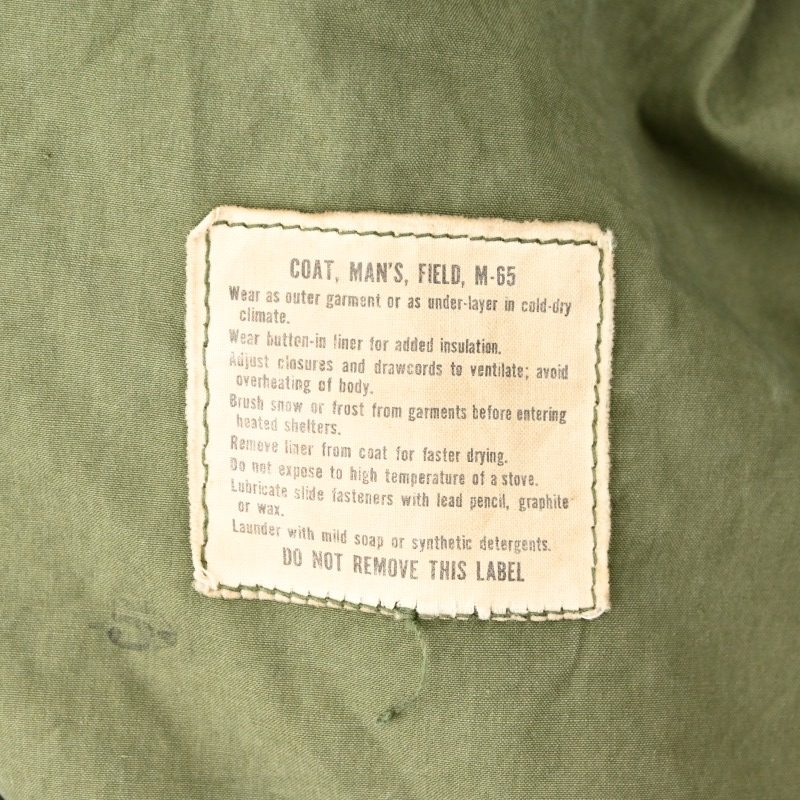 COAT, MAN'S, FIELD, M-65
Wear as outer garment or as under-layer in cold-dry
climate.
Wear button-in liner for added insulation.
Adjust closures and drawcords to ventilate; avoid
overheating of body.
Brush snow or frost from garments before entering
heated shelters.
Remove liner from coat for faster drying.
Do not expose to high temperature of a stove.
Lubricate slide fasteners with lead pencil, graphite
or wax.
Launder with mild soap or synthetic detergents.
DO NOT REMOVE THIS LABEL